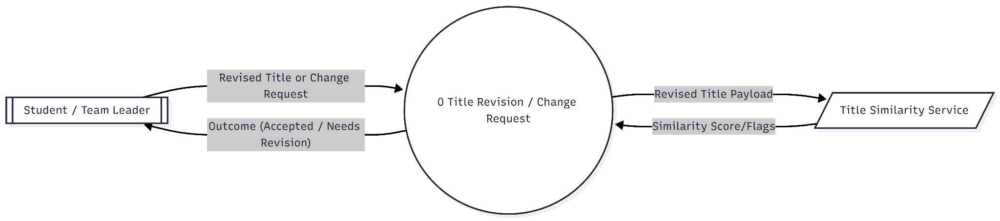 Student / Team Leader
Revised Title or Change
Request
Outcome (Accepted / Needs
Revision)
0 Title Revision / Change
Request
Revised Title Payload
Similarity Score/Flags
Title Similarity Service